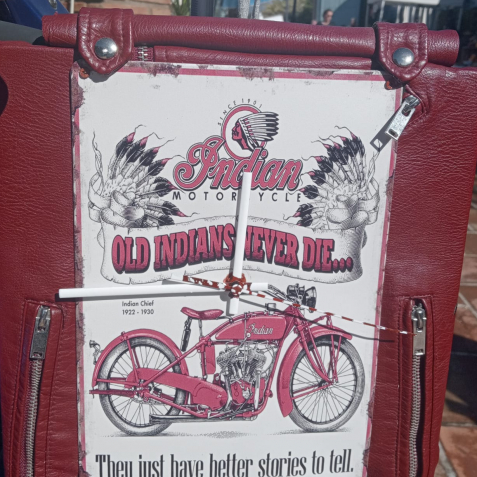 SINCE 1901
Indian
MOTORCYCLE
OLD INDIANS NEVER DIE...
Indian Chief
1922 - 1930
Indian
They just have better stories to tell.